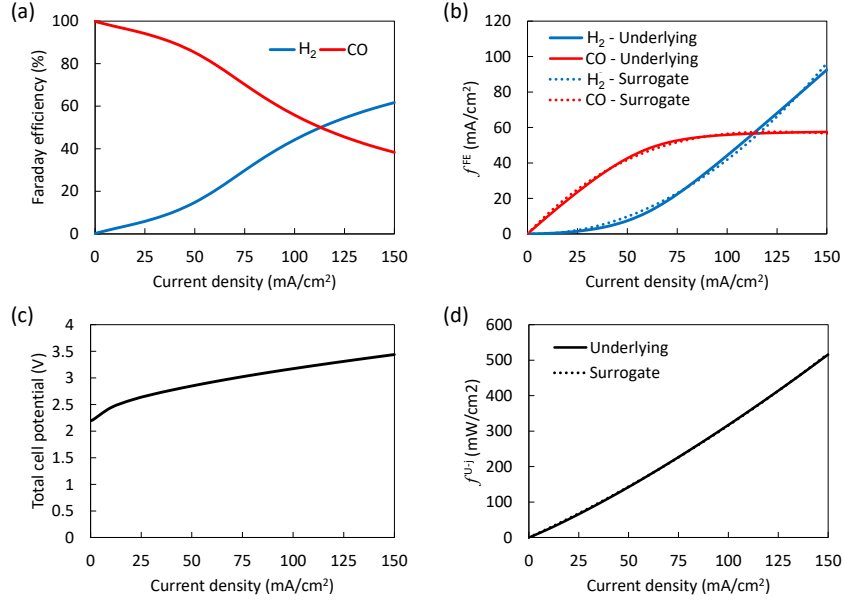 (a)
Faraday efficiency (%)
100
80
60
40
20
0
H2 CO
0 25 50 75 100 125 150
Current density (mA/cm2)
(b)
f FE (mA/cm2)
120
100
80
60
40
20
0
H2 - Underlying
CO - Underlying
H2 - Surrogate
CO - Surrogate
0 25 50 75 100 125 150
Current density (mA/cm2)
(c)
Total cell potential (V)
4
3.5
3
2.5
2
1.5
1
0.5
0
0 25 50 75 100 125 150
Current density (mA/cm2)
(d)
f U-j (mW/cm2)
600
500
400
300
200
100
0
Underlying
Surrogate
0 25 50 75 100 125 150
Current density (mA/cm2)